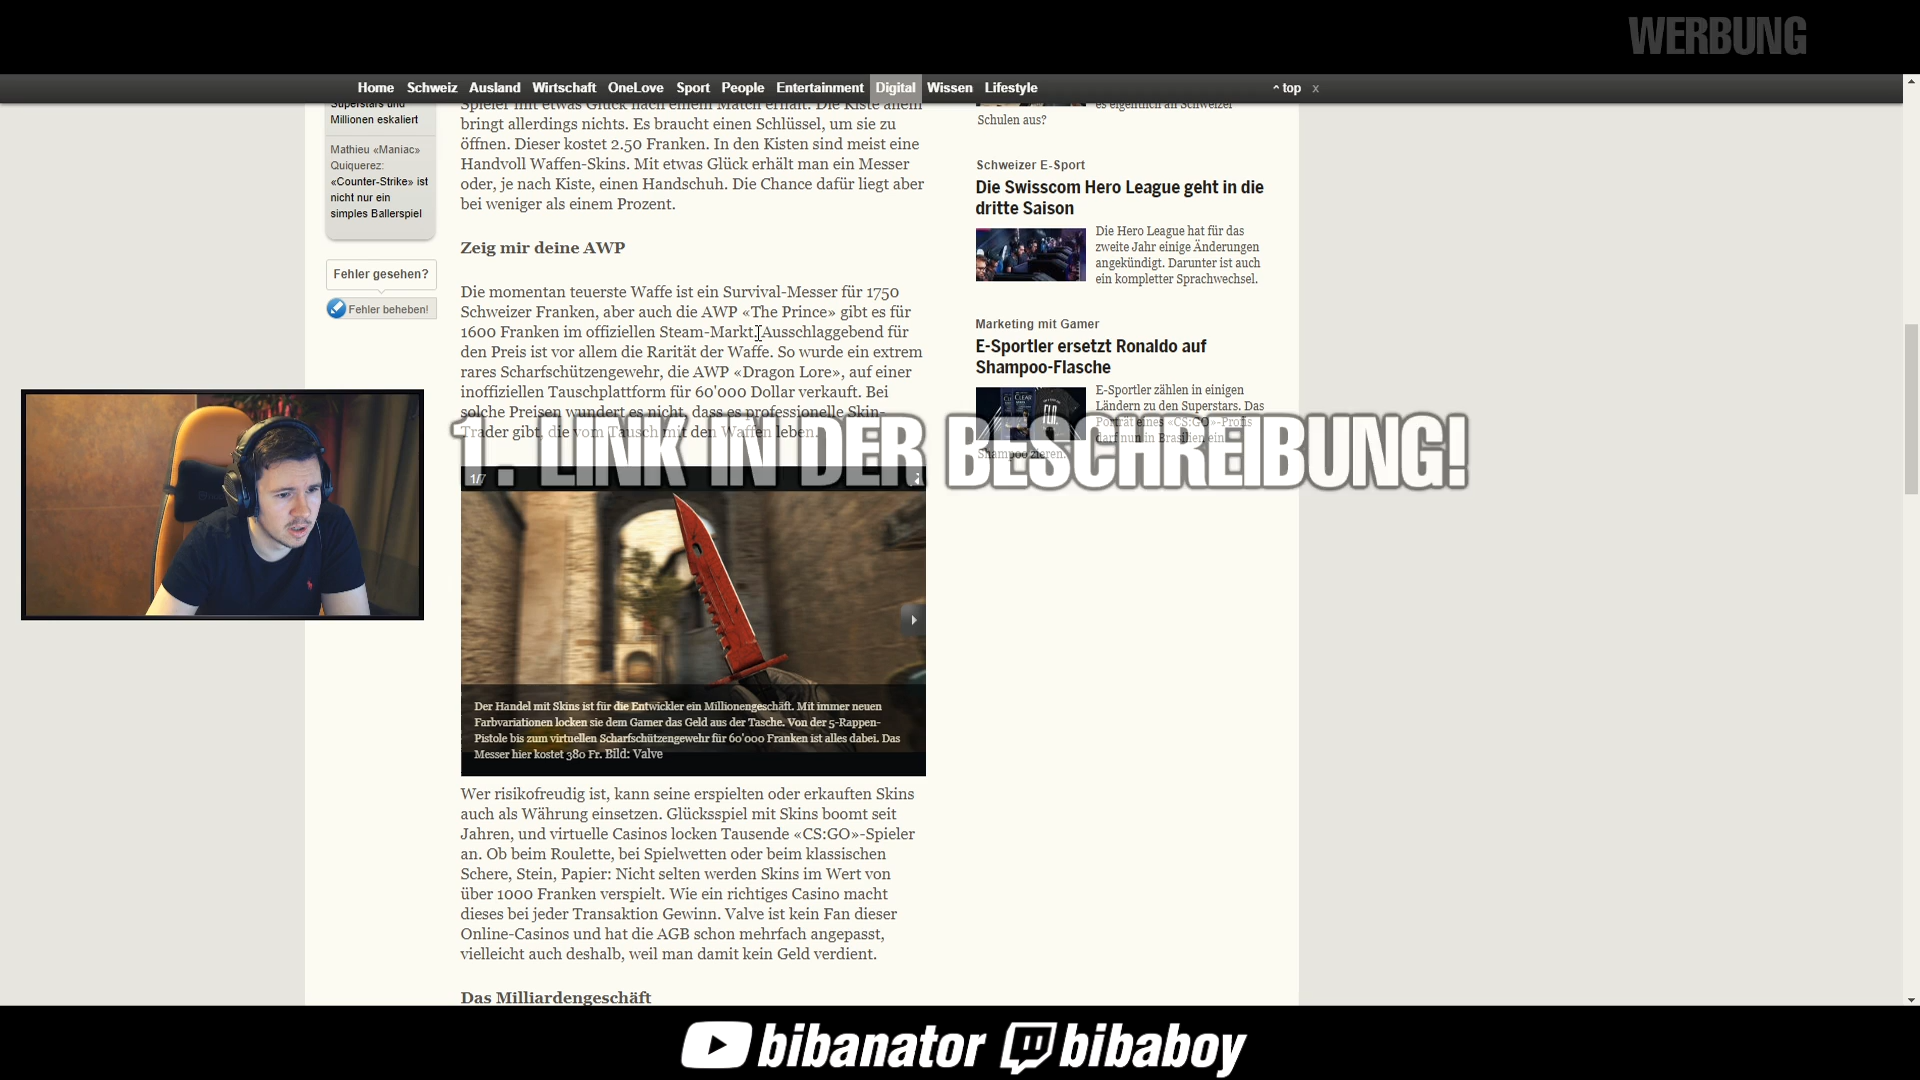 WERBUNG
Home Schweiz Ausland Wirtschaft OneLove Sport People Entertainment Digital Wissen Lifestyle ^ top x
Superstars und
Millionen eskaliert
Mathieu «Maniac»
Quiquerez:
«Counter-Strike» ist
nicht nur ein
simples Ballerspiel
Fehler gesehen?
Fehler beheben!
Spieler mit etwas Glück nach einem Match erhält. Die Kiste allein
bringt allerdings nichts. Es braucht einen Schlüssel, um sie zu
öffnen. Dieser kostet 2.50 Franken. In den Kisten sind meist eine
Handvoll Waffen-Skins. Mit etwas Glück erhält man ein Messer
oder, je nach Kiste, einen Handschuh. Die Chance dafür liegt aber
bei weniger als einem Prozent.
Zeig mir deine AWP
Die momentan teuerste Waffe ist ein Survival-Messer für 1750
Schweizer Franken, aber auch die AWP «The Prince» gibt es für
1600 Franken im offiziellen Steam-Markt. Ausschlaggebend für
den Preis ist vor allem die Rarität der Waffe. So wurde ein extrem
rares Scharfschützengewehr, die AWP «Dragon Lore», auf einer
inoffiziellen Tauschplattform für 60'000 Dollar verkauft. Bei
solche Preisen wundert es nicht, dass es professionelle Skin-
Trader gibt, die vom Tausch mit den Waffen leben.
1/7
Der Handel mit Skins ist für die Entwickler ein Millionengeschäft. Mit immer neuen
Farbvariationen locken sie dem Gamer das Geld aus der Tasche. Von der 5-Rappen-
Pistole bis zum virtuellen Scharfschützengewehr für 60'000 Franken ist alles dabei. Das
Messer hier kostet 380 Fr. Bild: Valve
Wer risikofreudig ist, kann seine erspielten oder erkauften Skins
auch als Währung einsetzen. Glücksspiel mit Skins boomt seit
Jahren, und virtuelle Casinos locken Tausende «CS:GO»-Spieler
an. Ob beim Roulette, bei Spielwetten oder beim klassischen
Schere, Stein, Papier: Nicht selten werden Skins im Wert von
über 1000 Franken verspielt. Wie ein richtiges Casino macht
dieses bei jeder Transaktion Gewinn. Valve ist kein Fan dieser
Online-Casinos und hat die AGB schon mehrfach angepasst,
vielleicht auch deshalb, weil man damit kein Geld verdient.
Das Milliardengeschäft
es eigentlich an Schweizer
Schulen aus?
Schweizer E-Sport
Die Swisscom Hero League geht in die
dritte Saison
Die Hero League hat für das
zweite Jahr einige Änderungen
angekündigt. Darunter ist auch
ein kompletter Sprachwechsel.
Marketing mit Gamer
E-Sportler ersetzt Ronaldo auf
Shampoo-Flasche
E-Sportler zählen in einigen
Ländern zu den Superstars. Das
Porträt eines «CS:GO»-Profis
darf nun in Brasilien ein
Shampoo zieren.
1. LINK IN DER BESCHREIBUNG!
bibanator bibaboy